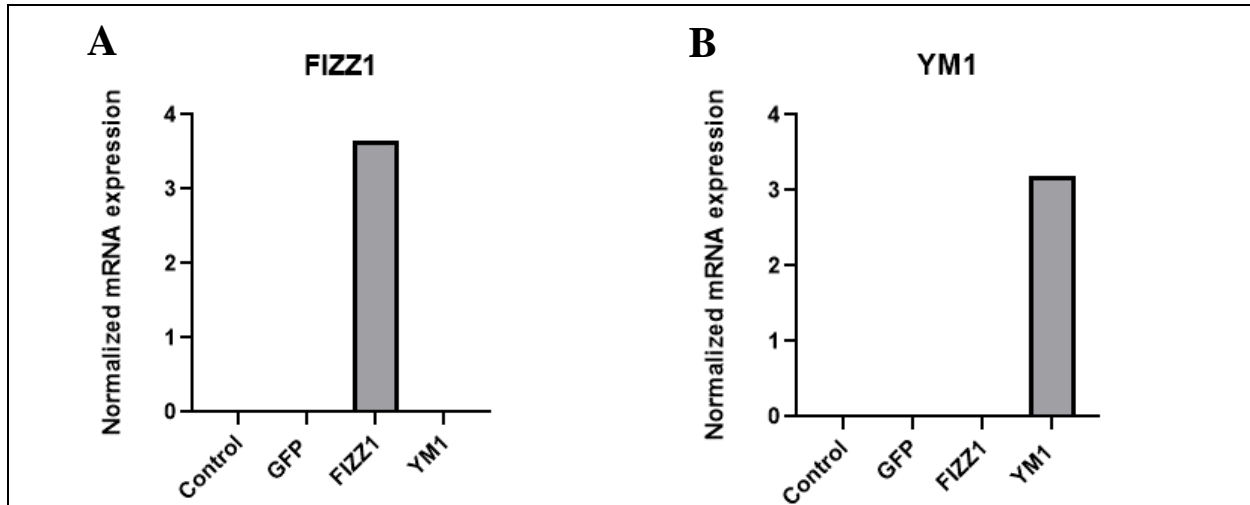 A
FIZZ1
Normalized mRNA expression
4
3
2
1
0
Control
GFP
FIZZ1
YM1
B
YM1
Normalized mRNA expression
4
3
2
1
0
Control
GFP
FIZZ1
YM1